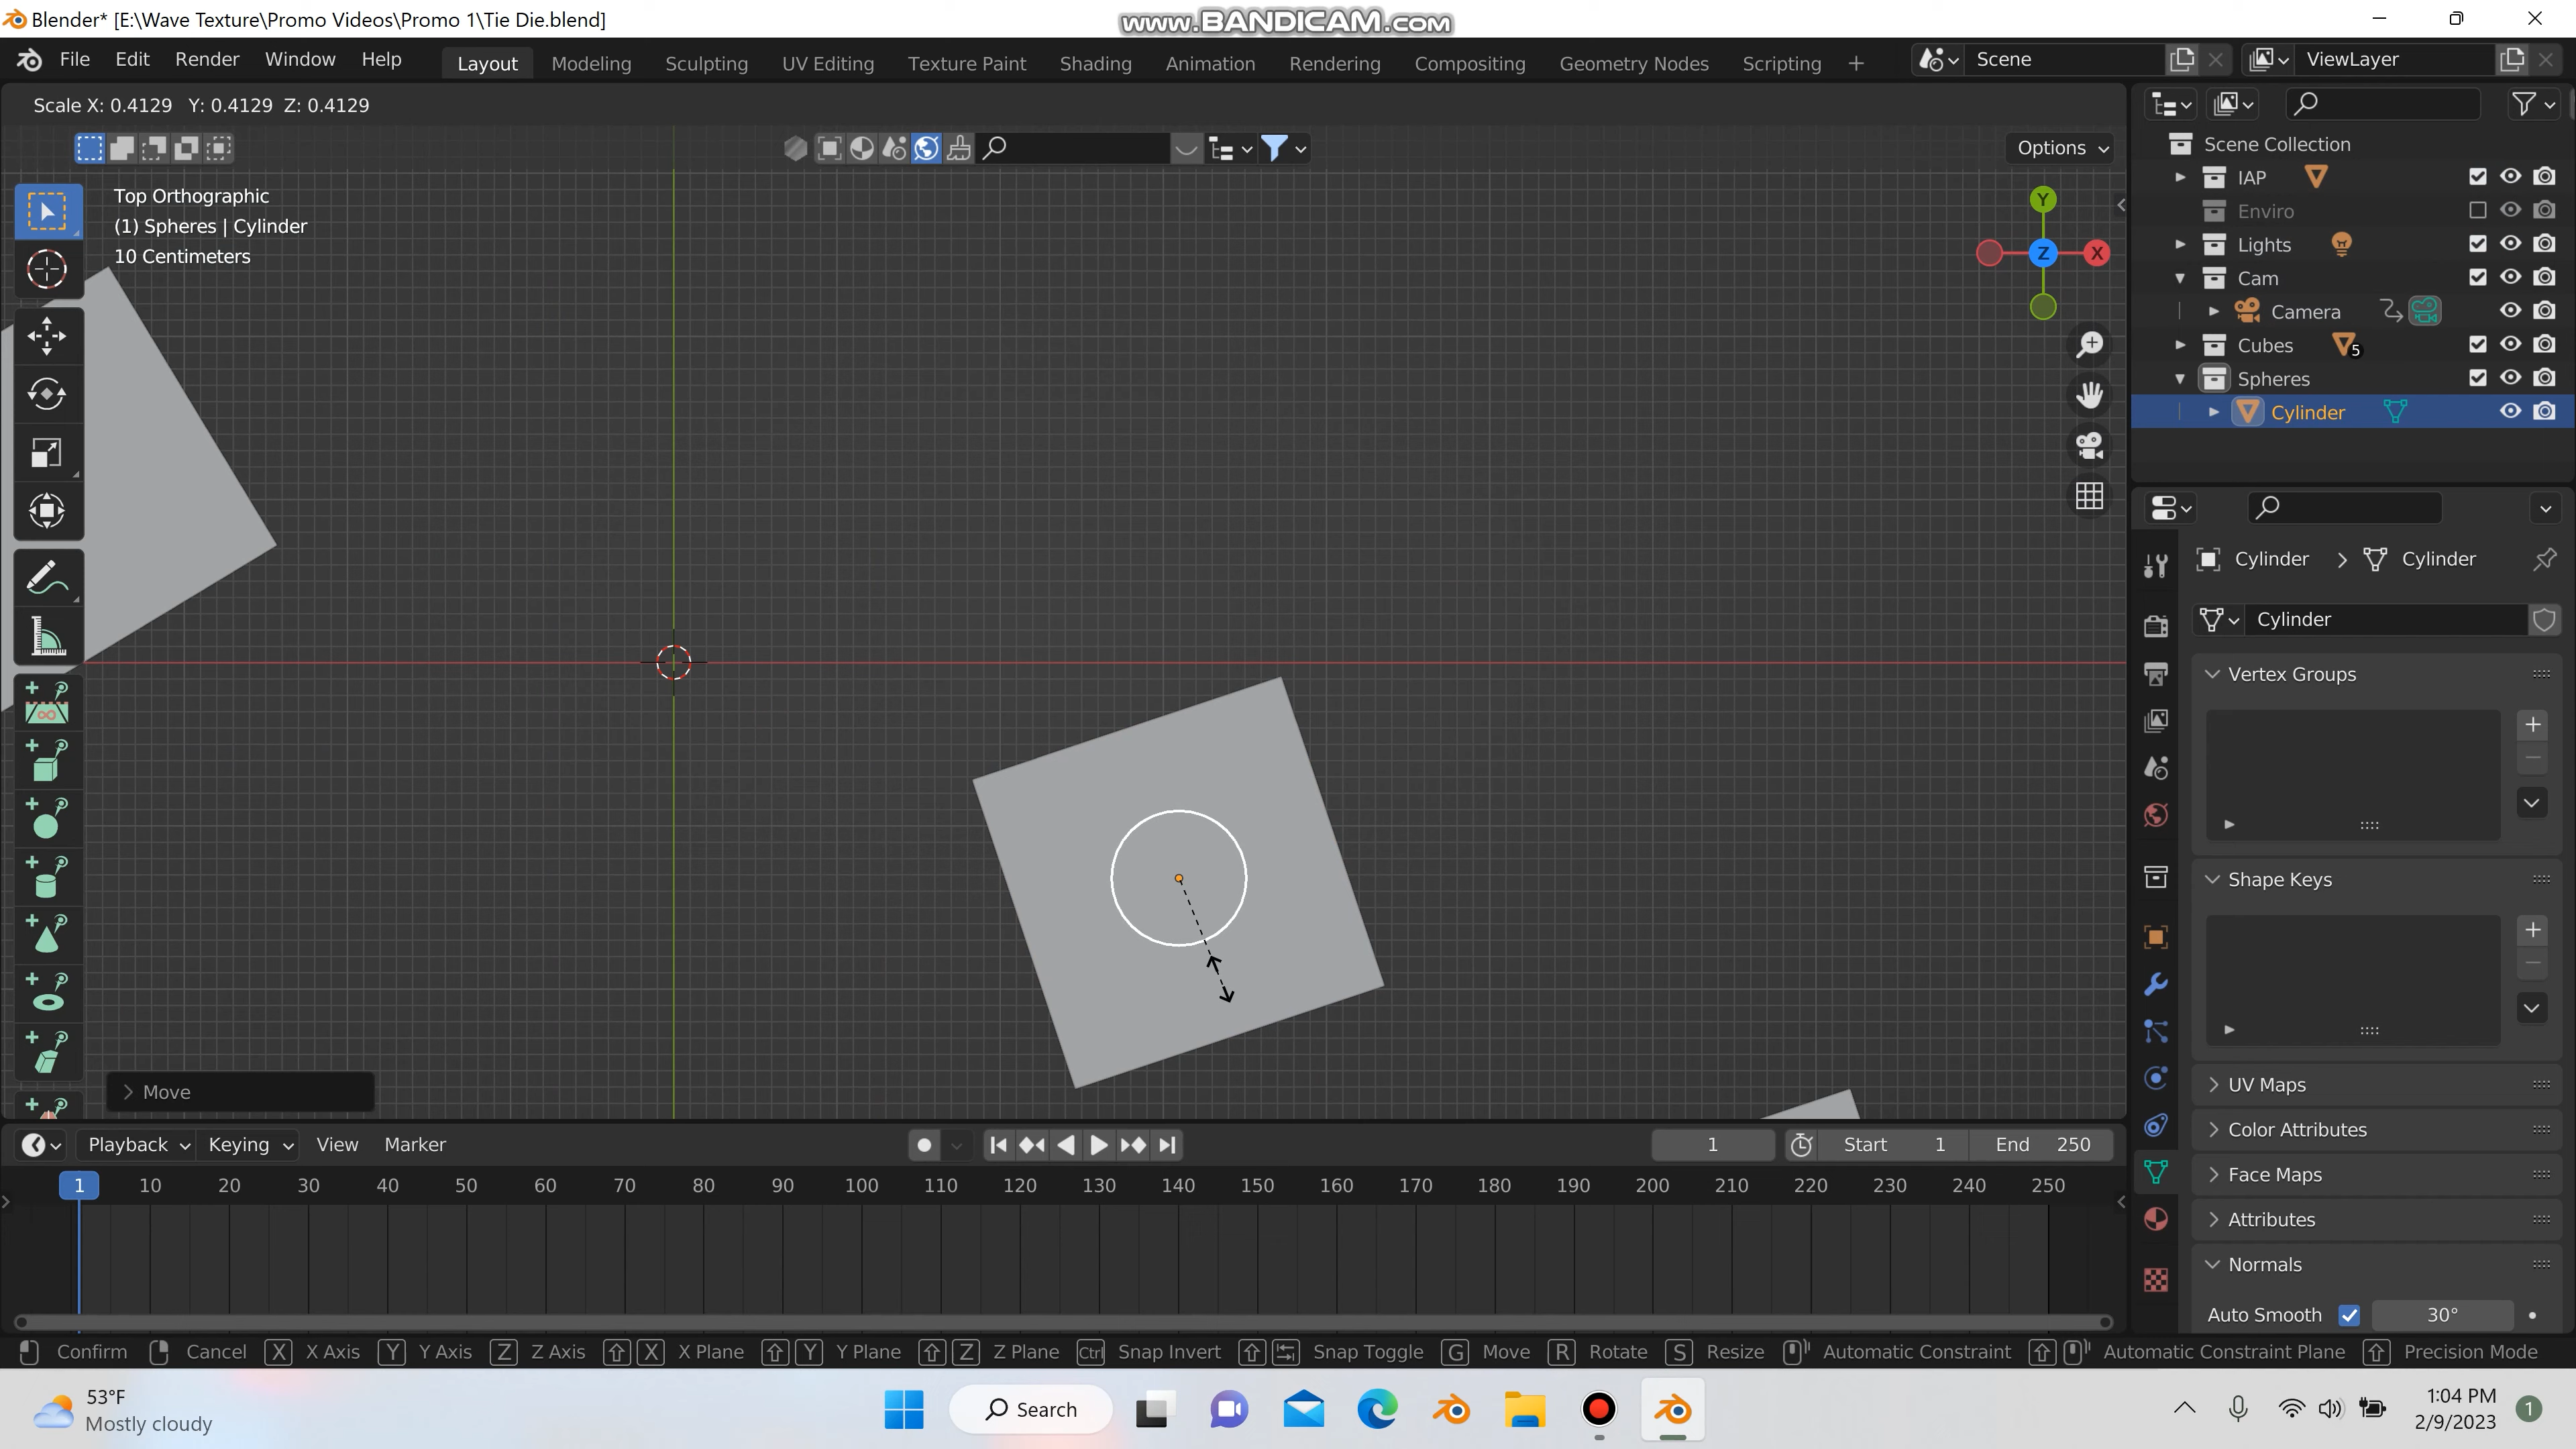 Blender* [E:\Wave Texture\Promo Videos\Promo 1\Tie Die.blend]
www.BANDICAM.com
File Edit Render Window Help Layout Modeling Sculpting UV Editing Texture Paint Shading Animation Rendering Compositing Geometry Nodes Scripting + Scene ViewLayer
Scale X: 0.4129 Y: 0.4129 Z: 0.4129
Options
Top Orthographic
(1) Spheres | Cylinder
10 Centimeters
Y
Z X
Move
Scene Collection
IAP
Enviro
Lights
Cam
Camera
Cubes 5
Spheres
Cylinder
Cylinder > Cylinder
Cylinder
Vertex Groups
Shape Keys
UV Maps
Color Attributes
Face Maps
Attributes
Normals
Auto Smooth 30°
Playback Keying View Marker 1 Start 1 End 250
1 10 20 30 40 50 60 70 80 90 100 110 120 130 140 150 160 170 180 190 200 210 220 230 240 250
Confirm Cancel X X Axis Y Y Axis Z Z Axis X X Plane Y Y Plane Z Z Plane Ctrl Snap Invert Snap Toggle G Move R Rotate S Resize Automatic Constraint Automatic Constraint Plane Precision Mode
53°F
Mostly cloudy
Search
1:04 PM
2/9/2023
1